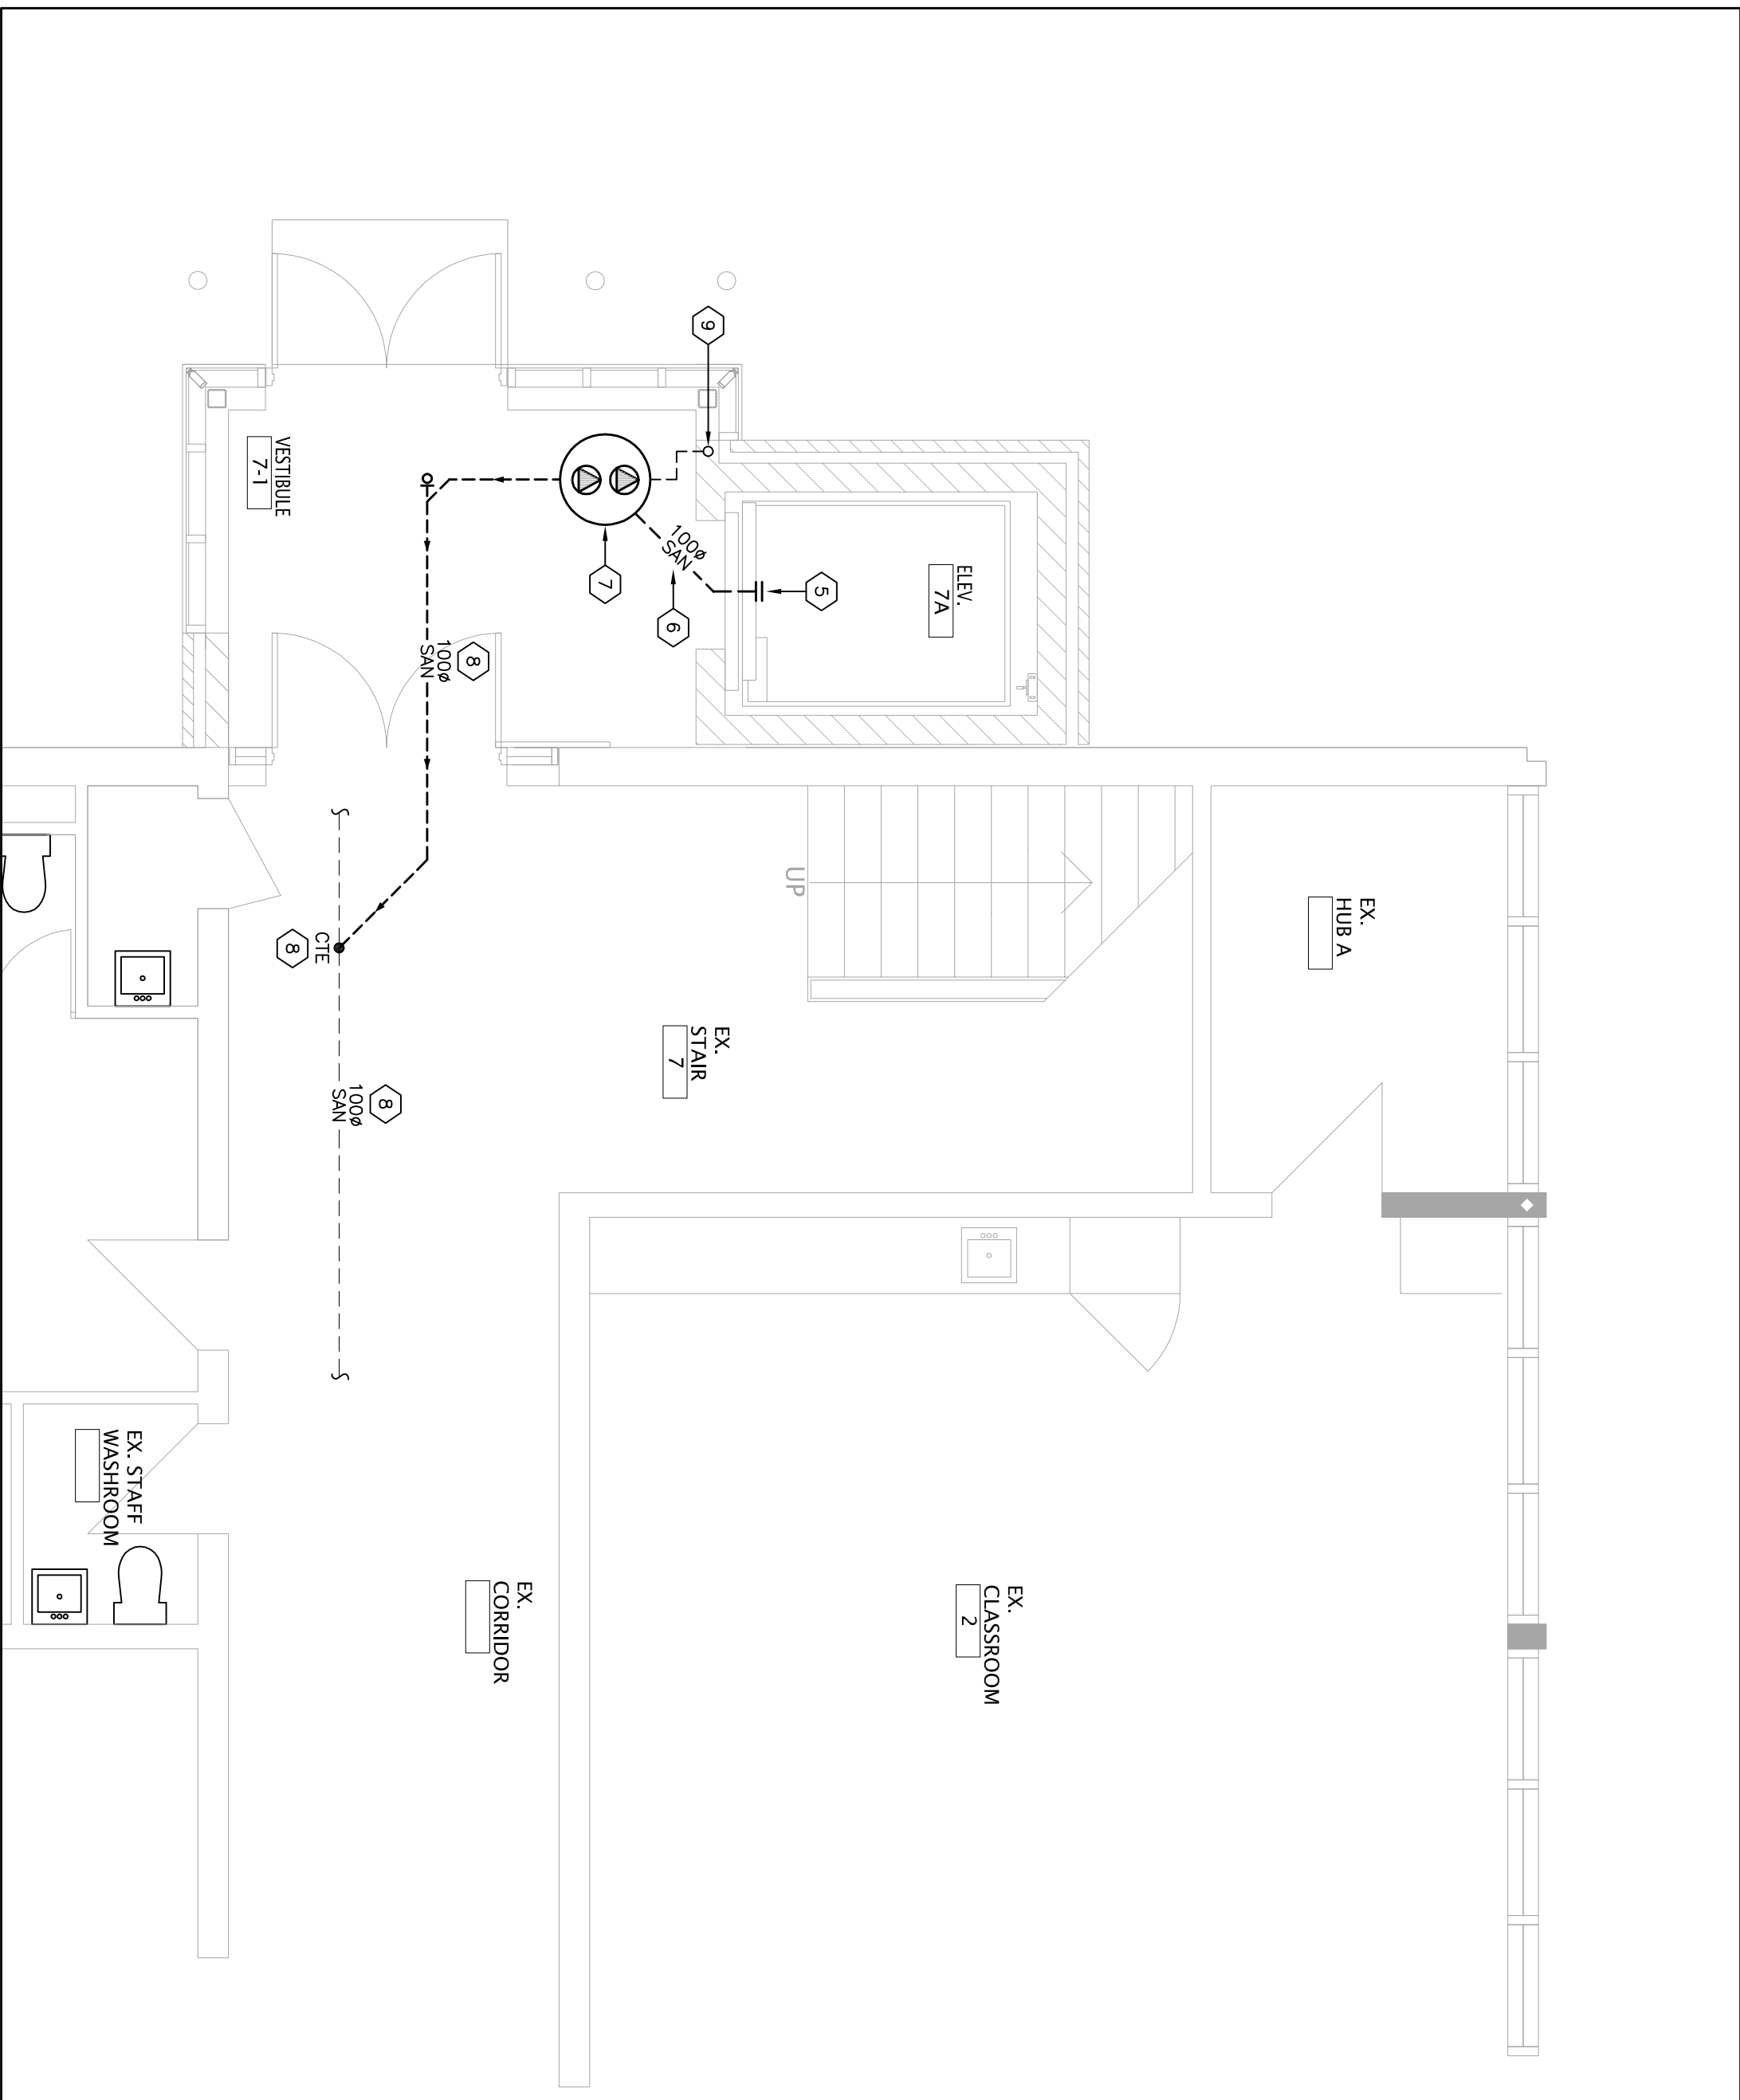 9
VESTIBULE
7-1
100ø
SAN
5
7
6
ELEV.
7A
100ø
SAN
8
UP
EX.
HUB A
8
CTE
EX.
STAIR
7
100ø
SAN
8
EX. STAFF
WASHROOM
EX.
CORRIDOR
EX.
CLASSROOM
2